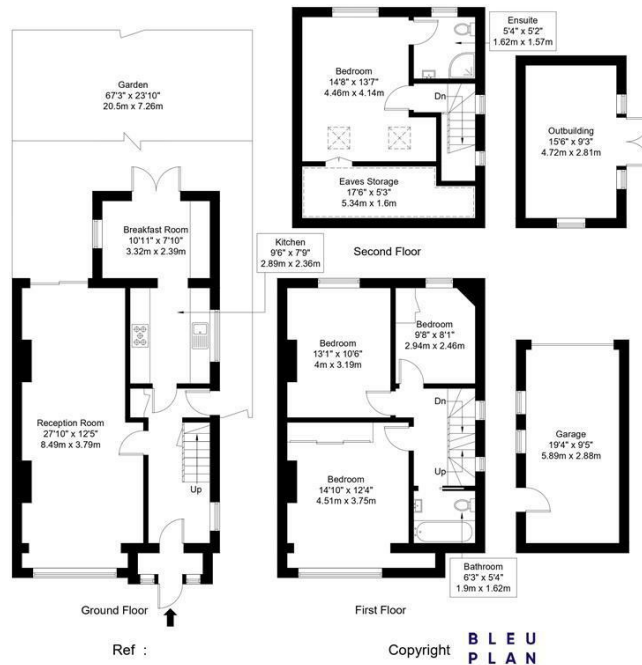 Garden
67'3" x 23'10"
20.5m x 7.26m
Breakfast Room
10'11" x 7'10"
3.32m x 2.39m
Kitchen
9'6" x 7'9"
2.89m x 2.36m
Reception Room
27'10" x 12'5"
8.49m x 3.79m
Up
Ground Floor
Ensuite
5'4" x 5'2"
1.62m x 1.57m
Bedroom
14'8" x 13'7"
4.46m x 4.14m
Dn
Eaves Storage
17'6" x 5'3"
5.34m x 1.6m
Second Floor
Outbuilding
15'6" x 9'3"
4.72m x 2.81m
Bedroom
13'1" x 10'6"
4m x 3.19m
Bedroom
9'8" x 8'1"
2.94m x 2.46m
Dn
Up
Bedroom
14'10" x 12'4"
4.51m x 3.75m
Bathroom
6'3" x 5'4"
1.9m x 1.62m
First Floor
Garage
19'4" x 9'5"
5.89m x 2.88m
Ref :
Copyright
BLEU
PLAN